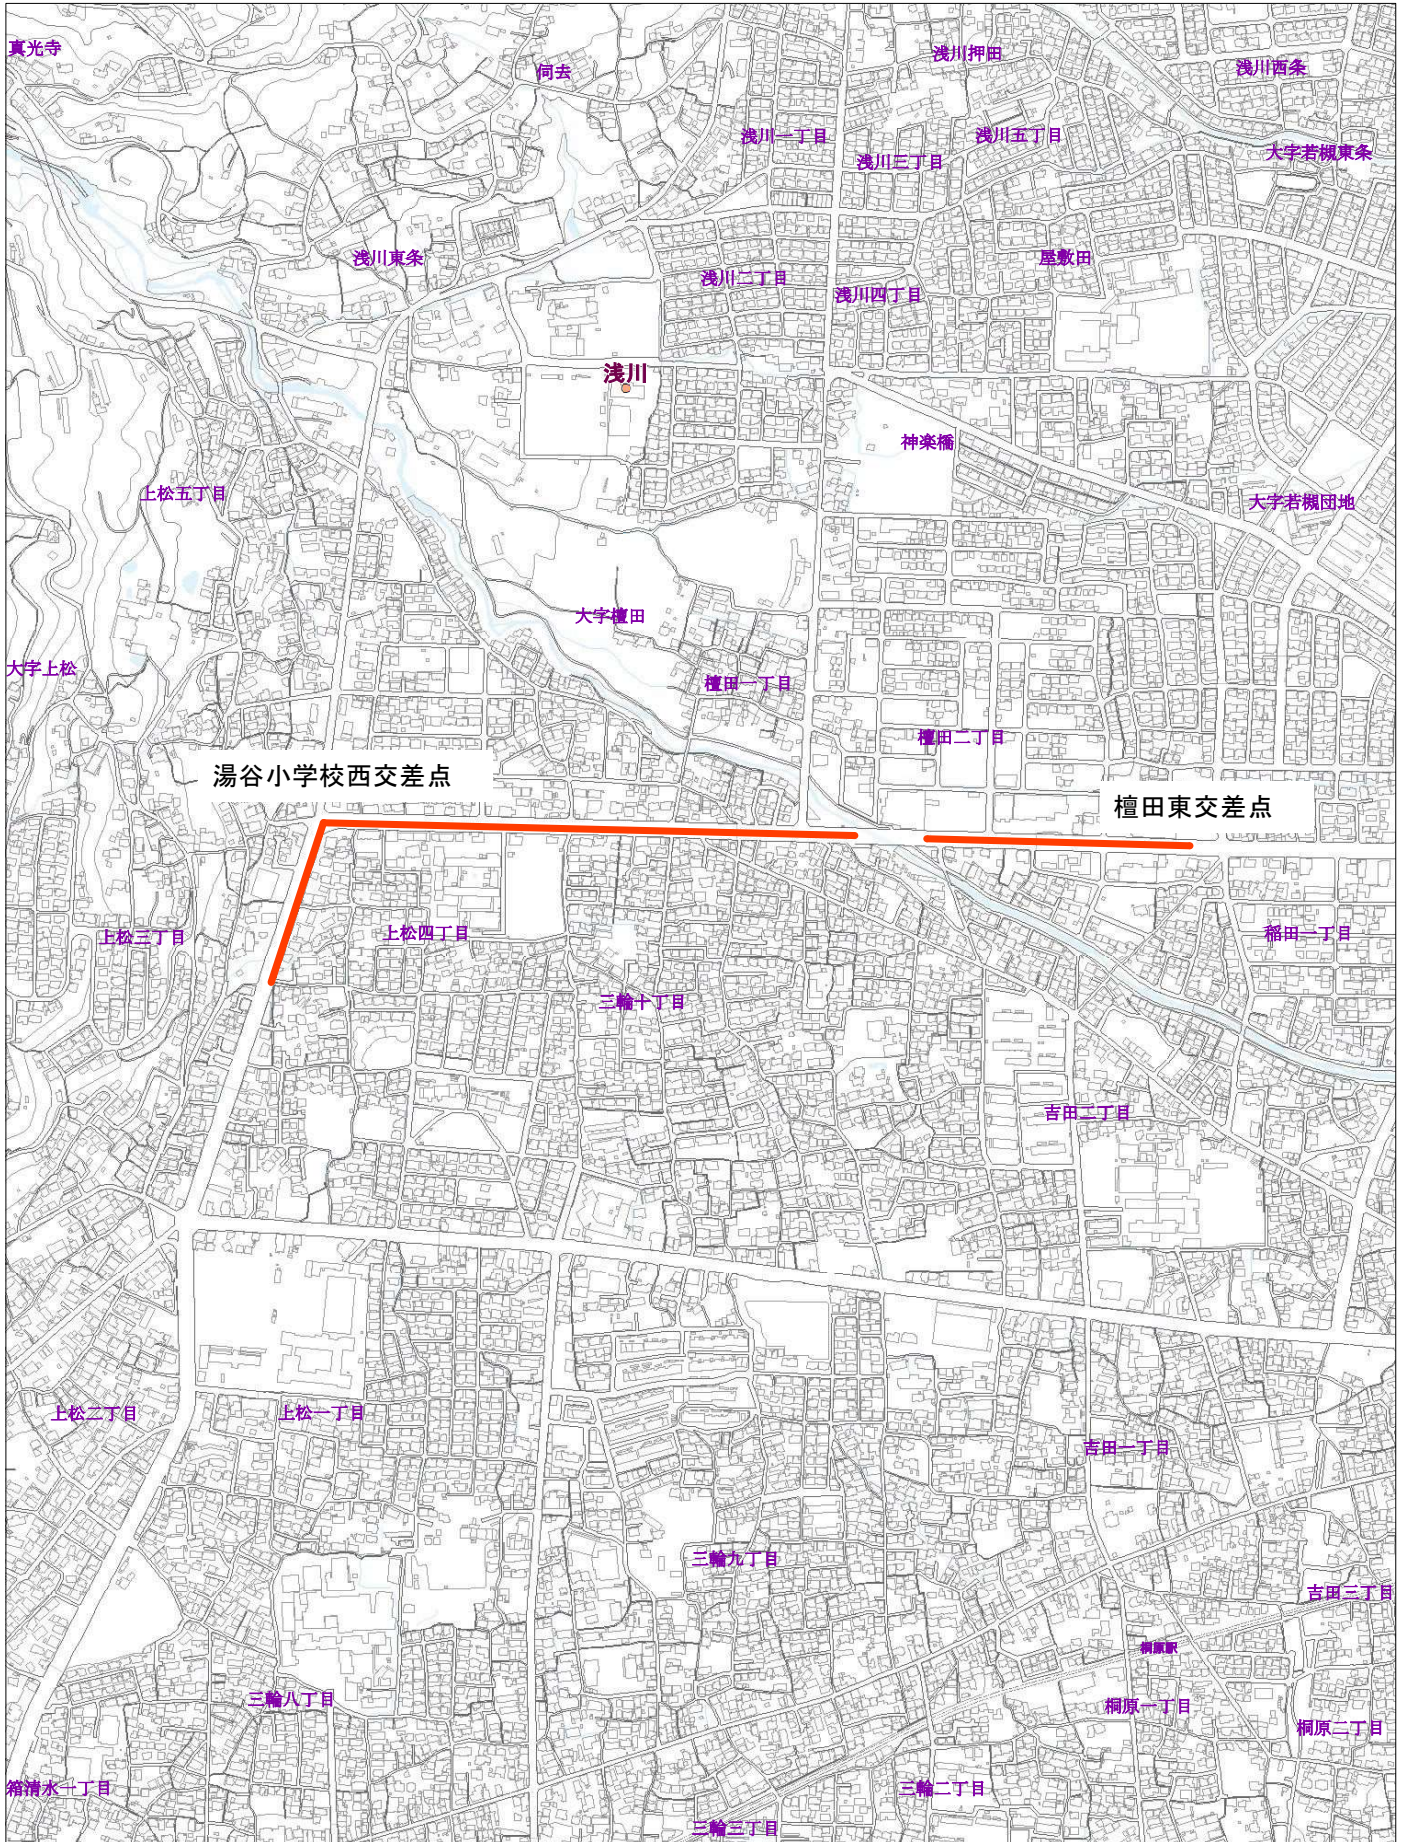 真光寺
伺去
浅川押田
浅川西条
浅川一丁目
浅川三丁目
浅川五丁目
大字若槻東条
浅川東条
浅川二丁目
浅川四丁目
屋敷田
浅川
神楽橋
上松五丁目
大字若槻団地
大字檀田
大字上松
檀田一丁目
檀田二丁目
湯谷小学校西交差点
檀田東交差点
上松三丁目
上松四丁目
稲田一丁目
三輪十丁目
吉田二丁目
上松二丁目
上松一丁目
吉田一丁目
三輪九丁目
吉田三丁目
桐原駅
三輪八丁目
桐原一丁目
桐原二丁目
箱清水一丁目
三輪二丁目
三輪三丁目